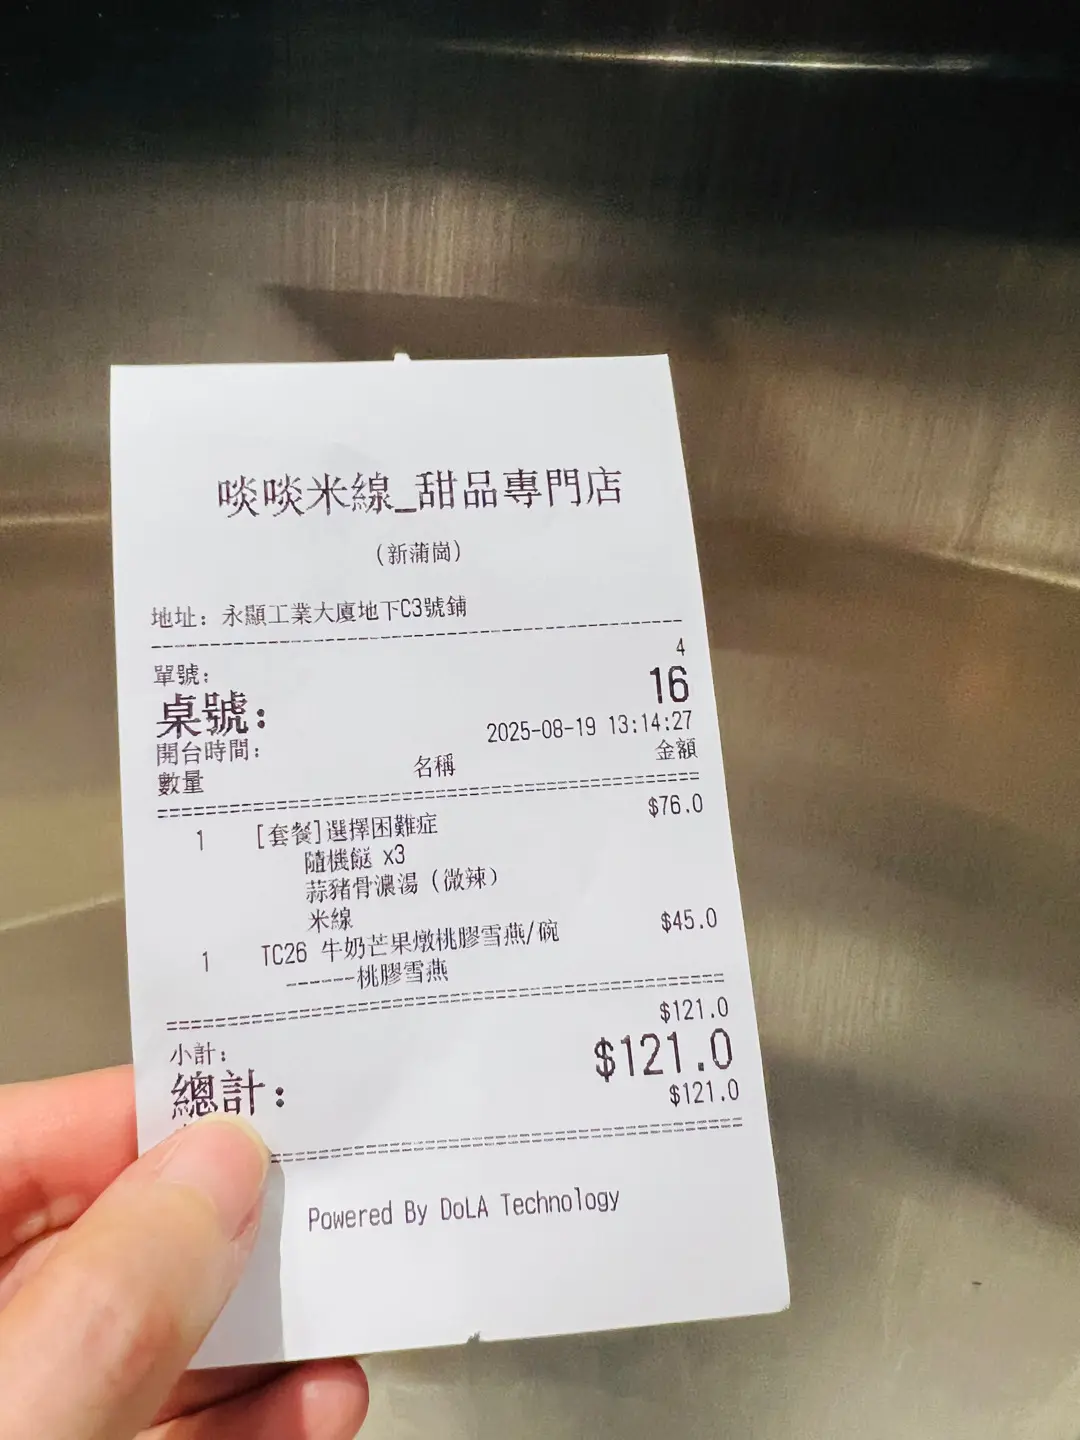 啖啖米線_甜品專門店
(新蒲崗)
地址: 永顯工業大廈地下C3號鋪
單號: 4
桌號: 16
開台時間: 2025-08-19 13:14:27
數量 名稱 金額
1 [套餐]選擇困難症 $76.0
隨機餸 x3
蒜豬骨濃湯 (微辣)
米線
1 TC26 牛奶芒果燉桃膠雪燕/碗 $45.0
------桃膠雪燕
小計: $121.0
總計: $121.0
$121.0
Powered By DoLA Technology